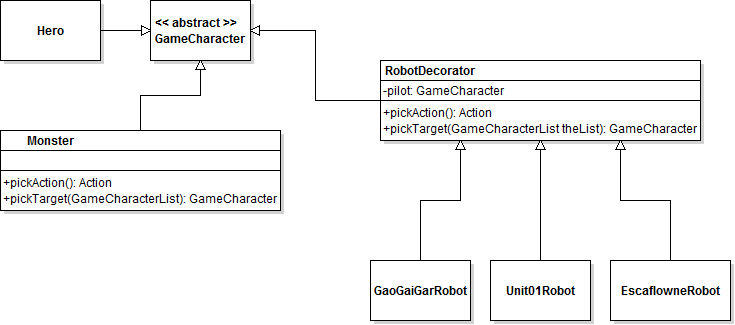 Hero
<< abstract >>
GameCharacter
RobotDecorator
-pilot: GameCharacter
+pickAction(): Action
+pickTarget(GameCharacterList theList): GameCharacter
Monster
+pickAction(): Action
+pickTarget(GameCharacterList): GameCharacter
GaoGaiGarRobot
Unit01Robot
EscaflowneRobot